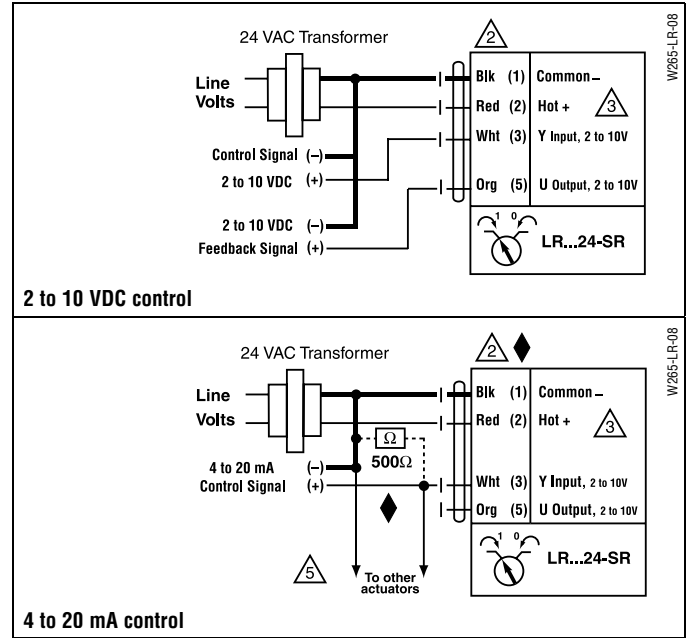 24 VAC Transformer
Line
Volts
2
Blk (1) Common –
Red (2) Hot +
3
Wht (3) Y Input, 2 to 10V
Org (5) U Output, 2 to 10V
Control Signal (–)
2 to 10 VDC (+)
2 to 10 VDC (–)
Feedback Signal (+)
1 0
LR...24-SR
W265-LR-08
2 to 10 VDC control
24 VAC Transformer
Line
Volts
2
Blk (1) Common –
Red (2) Hot +
3
Ω
500Ω
4 to 20 mA (–)
Control Signal (+)
Wht (3) Y Input, 2 to 10V
Org (5) U Output, 2 to 10V
5
To other
actuators
1 0
LR...24-SR
W265-LR-08
4 to 20 mA control